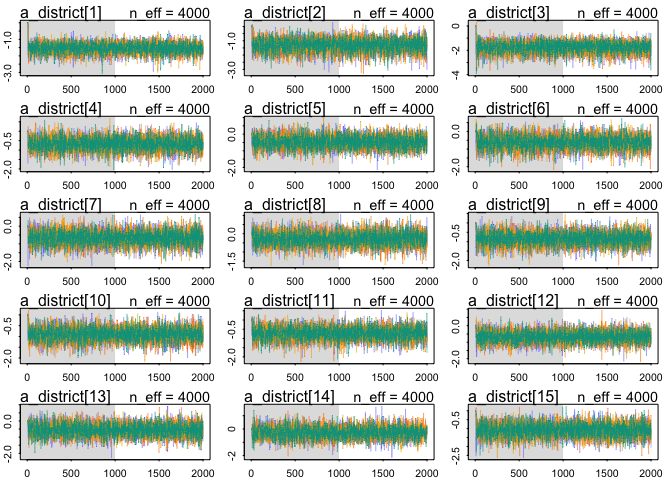 a_district[1] n_eff = 4000 a_district[2] n_eff = 4000 a_district[3] n_eff = 4000
-3.0 -1.0
-3.0 -1.0
-4 -2 0
0 500 1000 1500 2000 0 500 1000 1500 2000 0 500 1000 1500 2000
a_district[4] n_eff = 4000 a_district[5] n_eff = 4000 a_district[6] n_eff = 4000
-2.0 -0.5
-2.0 0.0
-2.0 0.0
0 500 1000 1500 2000 0 500 1000 1500 2000 0 500 1000 1500 2000
a_district[7] n_eff = 4000 a_district[8] n_eff = 4000 a_district[9] n_eff = 4000
-2.0 0.0
-1.5 0.0
-2.0 -0.5
0 500 1000 1500 2000 0 500 1000 1500 2000 0 500 1000 1500 2000
a_district[10] n_eff = 4000 a_district[11] n_eff = 4000 a_district[12] n_eff = 4000
-2.0 -0.5
-2.0 -0.5
-2.0 0.0
0 500 1000 1500 2000 0 500 1000 1500 2000 0 500 1000 1500 2000
a_district[13] n_eff = 4000 a_district[14] n_eff = 4000 a_district[15] n_eff = 4000
-2.0 0.0
-2 0
-2.5 -0.5
0 500 1000 1500 2000 0 500 1000 1500 2000 0 500 1000 1500 2000